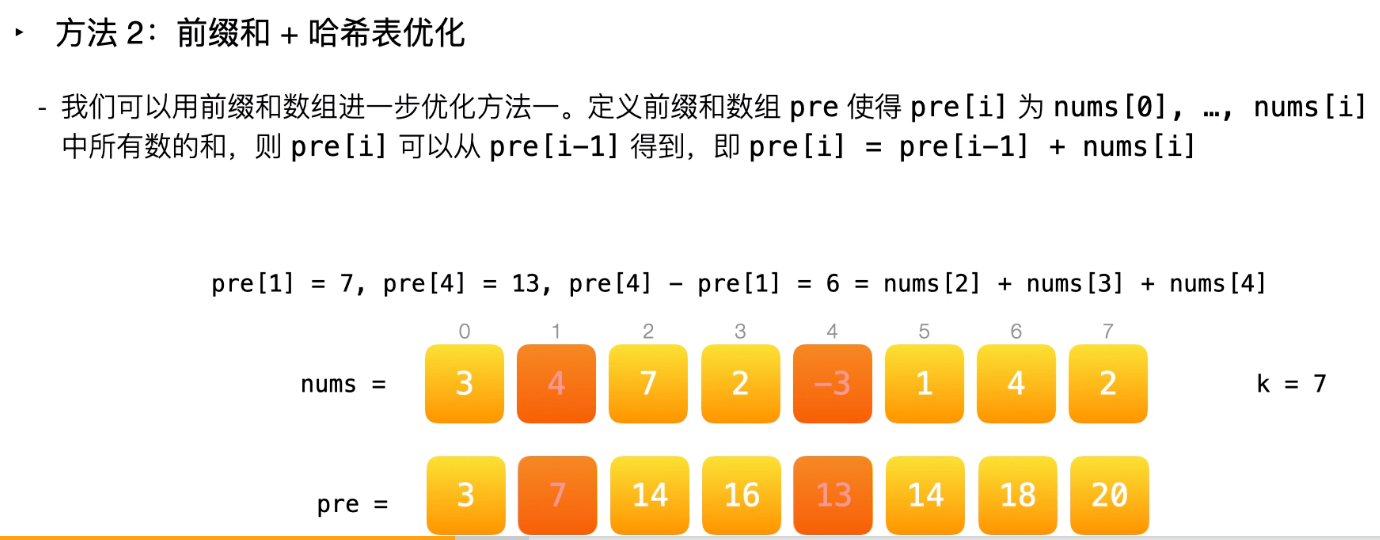 ▸ 方法 2：前缀和 + 哈希表优化
- 我们可以用前缀和数组进一步优化方法一。定义前缀和数组 pre 使得 pre[i] 为 nums[0], …, nums[i]
中所有数的和，则 pre[i] 可以从 pre[i−1] 得到，即 pre[i] = pre[i−1] + nums[i]
pre[1] = 7, pre[4] = 13, pre[4] − pre[1] = 6 = nums[2] + nums[3] + nums[4]
0 1 2 3 4 5 6 7
nums = 3 4 7 2 −3 1 4 2 k = 7
pre = 3 7 14 16 13 14 18 20